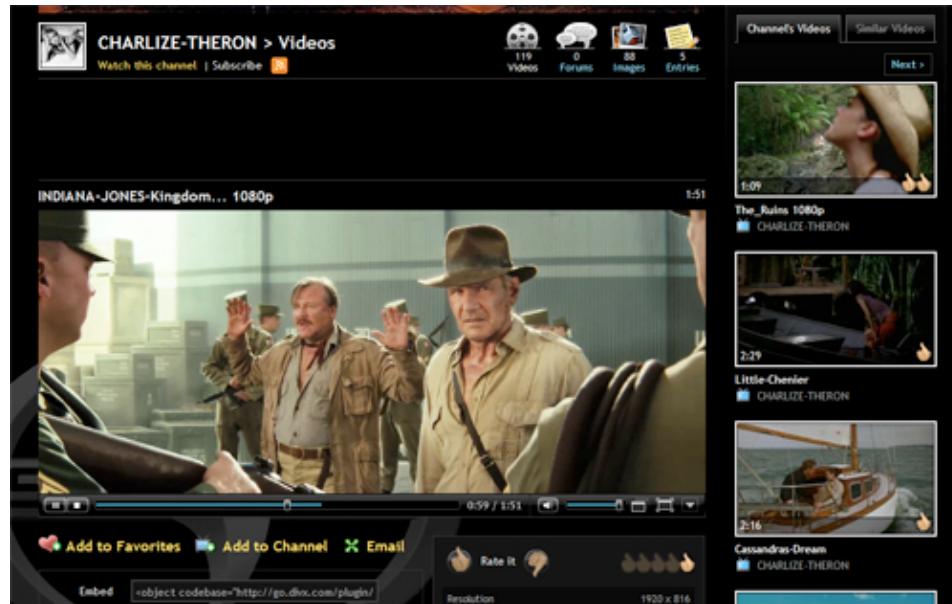 CHARLIZE-THERON > Videos
Watch this channel | Subscribe
119
Videos
0
Forums
88
Images
5
Entries
INDIANA-JONES-Kingdom... 1080p
1:51
0:59 / 1:51
Add to Favorites
Add to Channel
Email
Embed
<object codebase="http://go.divx.com/plugin/
Rate it
Resolution
1920 x 816
Channel's Videos
Similar Videos
Next >
1:09
The_Ruins 1080p
CHARLIZE-THERON
2:29
Little-Chenier
CHARLIZE-THERON
2:16
Cassandras-Dream
CHARLIZE-THERON